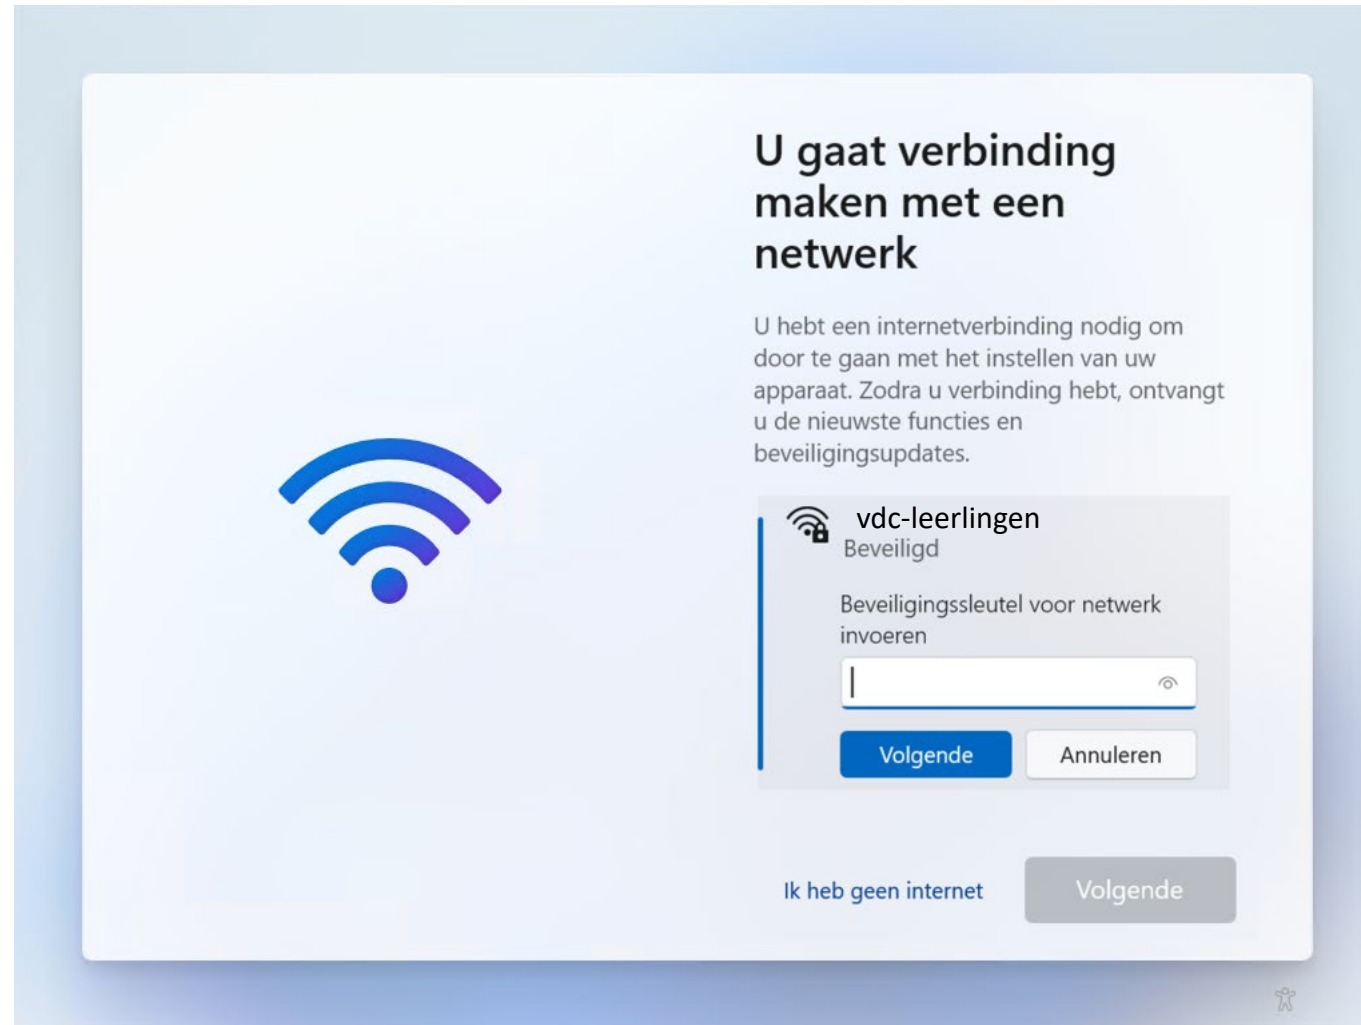 U gaat verbinding
maken met een
netwerk
U hebt een internetverbinding nodig om
door te gaan met het instellen van uw
apparaat. Zodra u verbinding hebt, ontvangt
u de nieuwste functies en
beveiligingsupdates.
vdc-leerlingen
Beveiligd
Beveiligingssleutel voor netwerk
invoeren
Volgende Annuleren
Ik heb geen internet Volgende